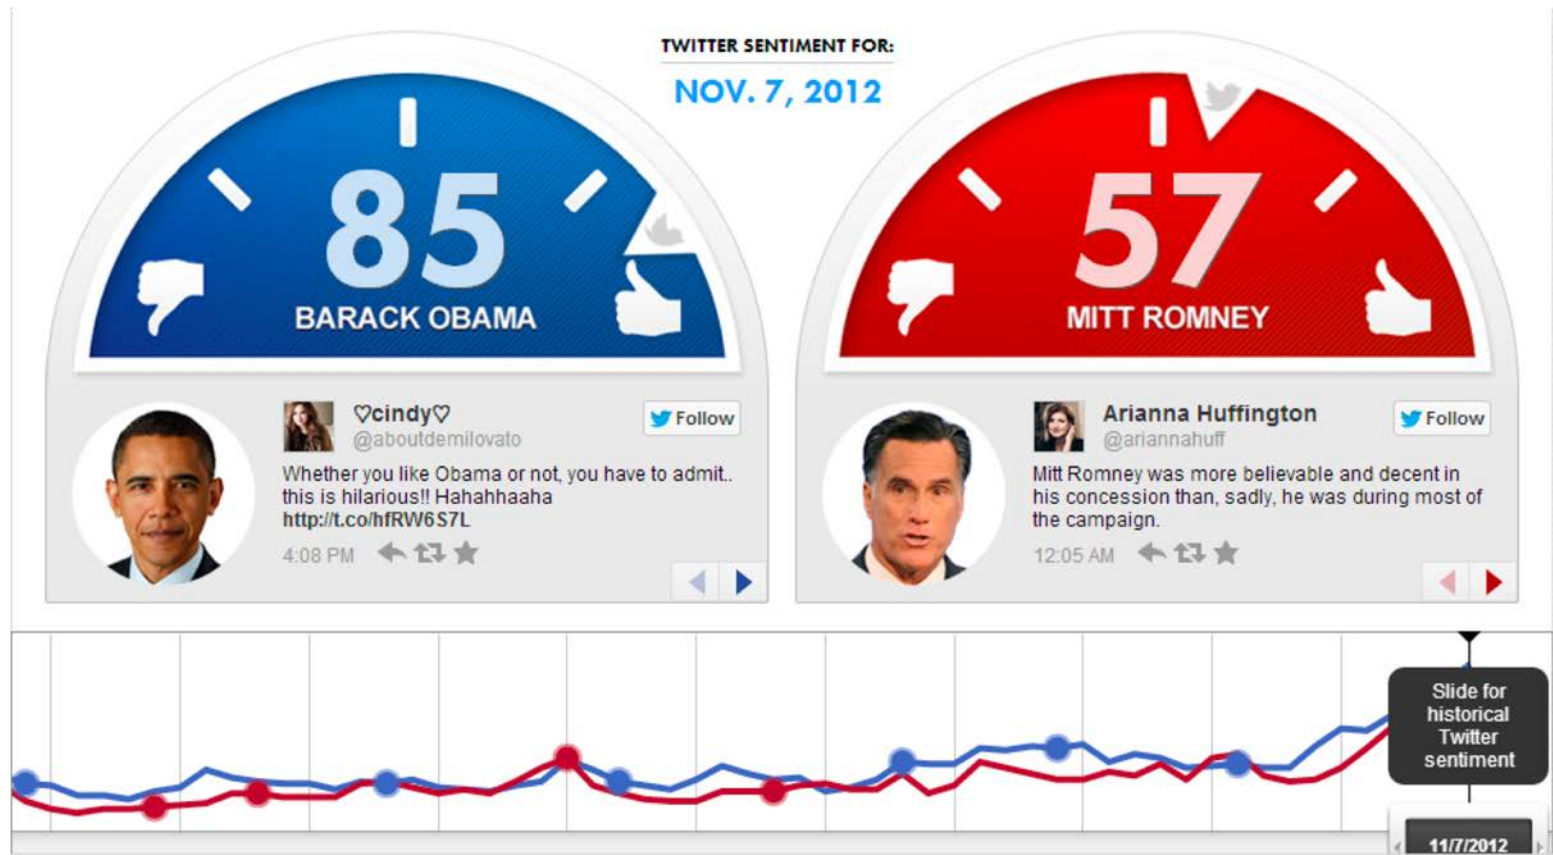 TWITTER SENTIMENT FOR:
NOV. 7, 2012
85
BARACK OBAMA
57
MITT ROMNEY
♡cindy♡
@aboutdemilovato
Follow
Whether you like Obama or not, you have to admit..
this is hilarious!! Hahahhaaha
http://t.co/hfRW6S7L
4:08 PM
Arianna Huffington
@ariannahuff
Follow
Mitt Romney was more believable and decent in
his concession than, sadly, he was during most of
the campaign.
12:05 AM
Slide for
historical
Twitter
sentiment
11/7/2012